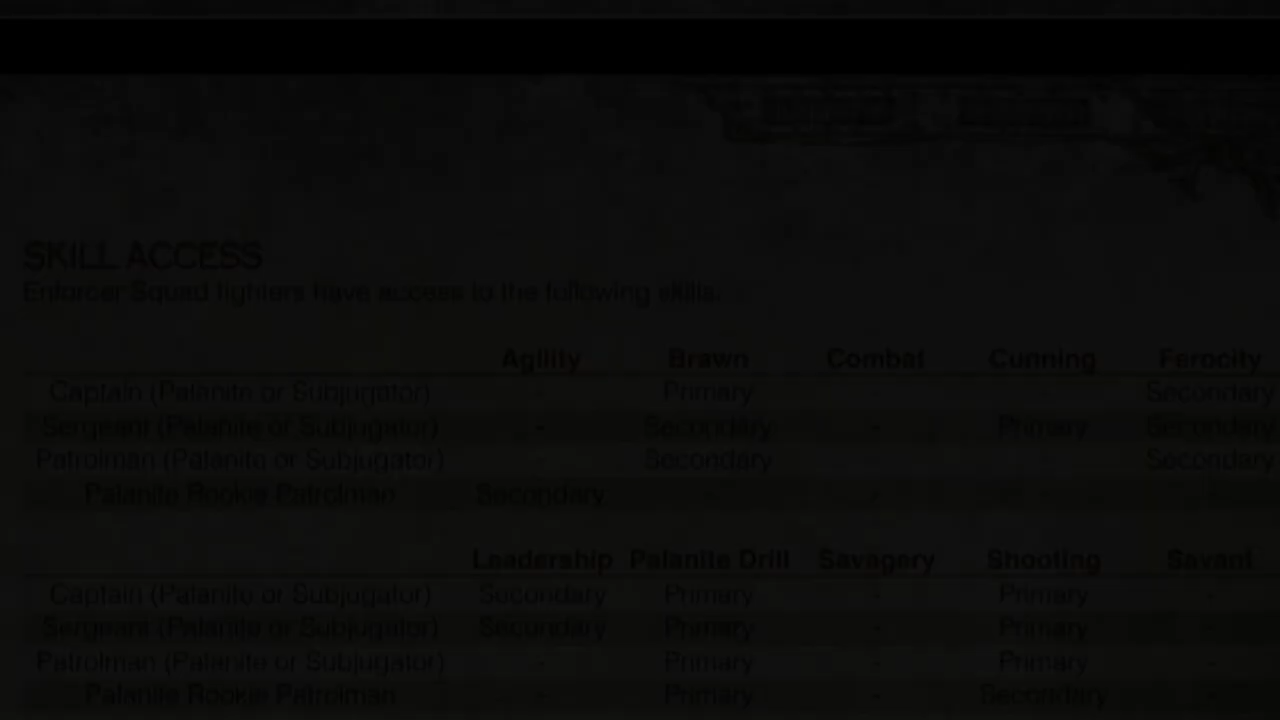 SKILL ACCESS
Enforcer Squad fighters have access to the following skills:
Agility Brawn Combat Cunning Ferocity
Captain (Palanite or Subjugator) - Primary - - Secondary
Sergeant (Palanite or Subjugator) - Secondary - Primary Secondary
Patrolman (Palanite or Subjugator) - Secondary - - Secondary
Palanite Rookie Patrolman Secondary - - -
Leadership Palanite Drill Savagery Shooting Savant
Captain (Palanite or Subjugator) Secondary Primary - Primary -
Sergeant (Palanite or Subjugator) Secondary Primary - Primary -
Patrolman (Palanite or Subjugator) - Primary - Primary -
Palanite Rookie Patrolman - Primary - Secondary